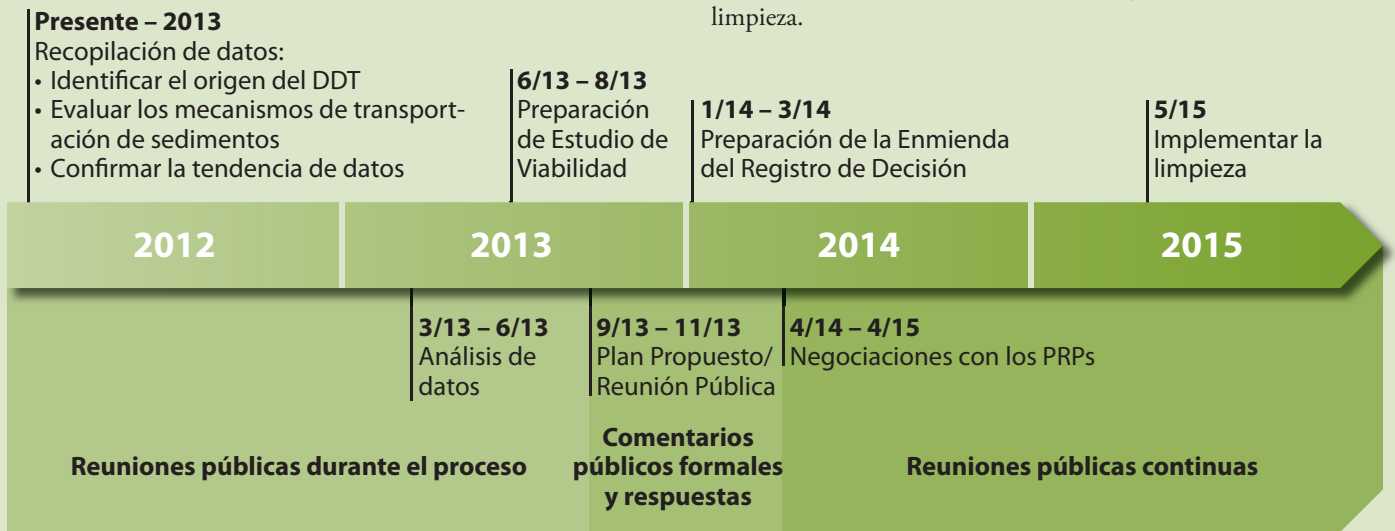 limpieza.
Presente – 2013
Recopilación de datos:
• Identificar el origen del DDT
• Evaluar los mecanismos de transport-
ación de sedimentos
• Confirmar la tendencia de datos
6/13 – 8/13
Preparación
de Estudio de
Viabilidad
1/14 – 3/14
Preparación de la Enmienda
del Registro de Decisión
5/15
Implementar la
limpieza
2012
2013
2014
2015
3/13 – 6/13
Análisis de
datos
9/13 – 11/13
Plan Propuesto/
Reunión Pública
4/14 – 4/15
Negociaciones con los PRPs
Reuniones públicas durante el proceso
Comentarios
públicos formales
y respuestas
Reuniones públicas continuas